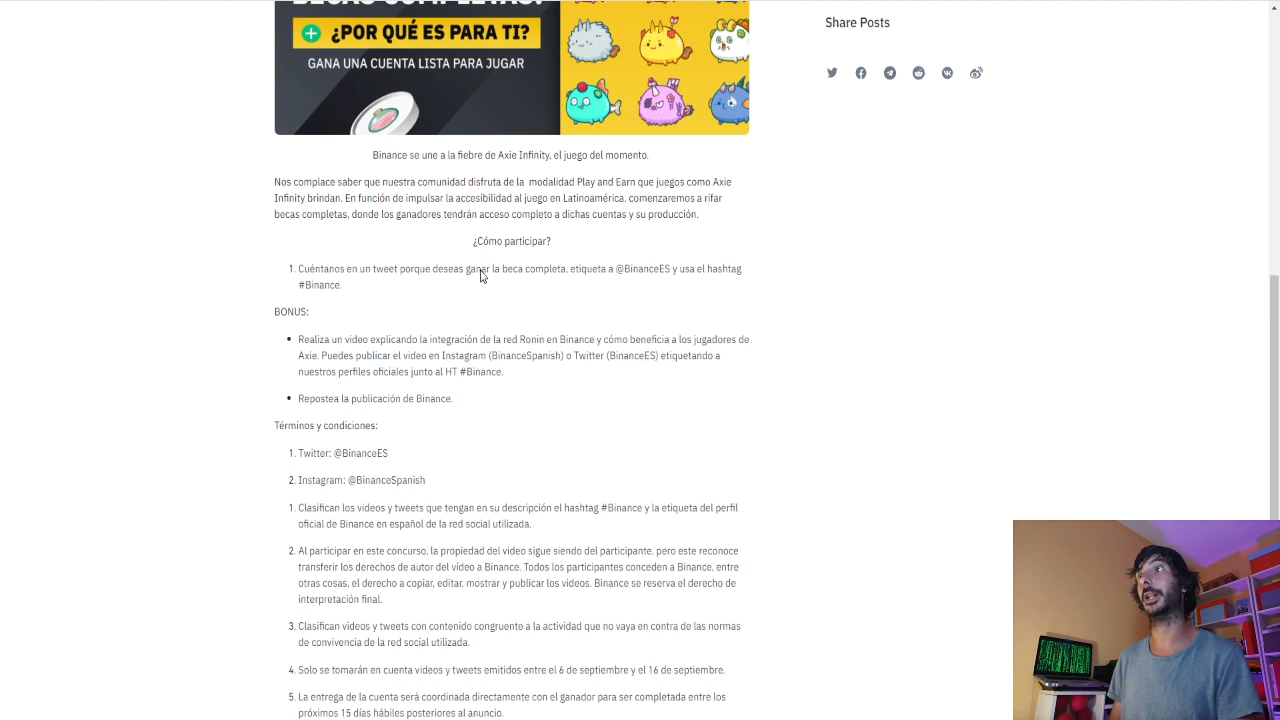 BECAS COMPLETAS:
¿POR QUÉ ES PARA TI?
GANA UNA CUENTA LISTA PARA JUGAR
Share Posts
Binance se une a la fiebre de Axie Infinity, el juego del momento.
Nos complace saber que nuestra comunidad disfruta de la modalidad Play and Earn que juegos como Axie
Infinity brindan. En función de impulsar la accesibilidad al juego en Latinoamérica, comenzaremos a rifar
becas completas, donde los ganadores tendrán acceso completo a dichas cuentas y su producción.
¿Cómo participar?
1. Cuéntanos en un tweet porque deseas ganar la beca completa, etiqueta a @BinanceES y usa el hashtag
#Binance.
BONUS:
• Realiza un video explicando la integración de la red Ronin en Binance y cómo beneficia a los jugadores de
Axie. Puedes publicar el video en Instagram (BinanceSpanish) o Twitter (BinanceES) etiquetando a
nuestros perfiles oficiales junto al HT #Binance.
• Repostea la publicación de Binance.
Términos y condiciones:
1. Twitter: @BinanceES
2. Instagram: @BinanceSpanish
1. Clasifican los videos y tweets que tengan en su descripción el hashtag #Binance y la etiqueta del perfil
oficial de Binance en español de la red social utilizada.
2. Al participar en este concurso, la propiedad del video sigue siendo del participante, pero este reconoce
transferir los derechos de autor del vídeo a Binance. Todos los participantes conceden a Binance, entre
otras cosas, el derecho a copiar, editar, mostrar y publicar los videos. Binance se reserva el derecho de
interpretación final.
3. Clasifican videos y tweets con contenido congruente a la actividad que no vaya en contra de las normas
de convivencia de la red social utilizada.
4. Solo se tomarán en cuenta videos y tweets emitidos entre el 6 de septiembre y el 16 de septiembre.
5. La entrega de la cuenta será coordinada directamente con el ganador para ser completada entre los
próximos 15 días hábiles posteriores al anuncio.